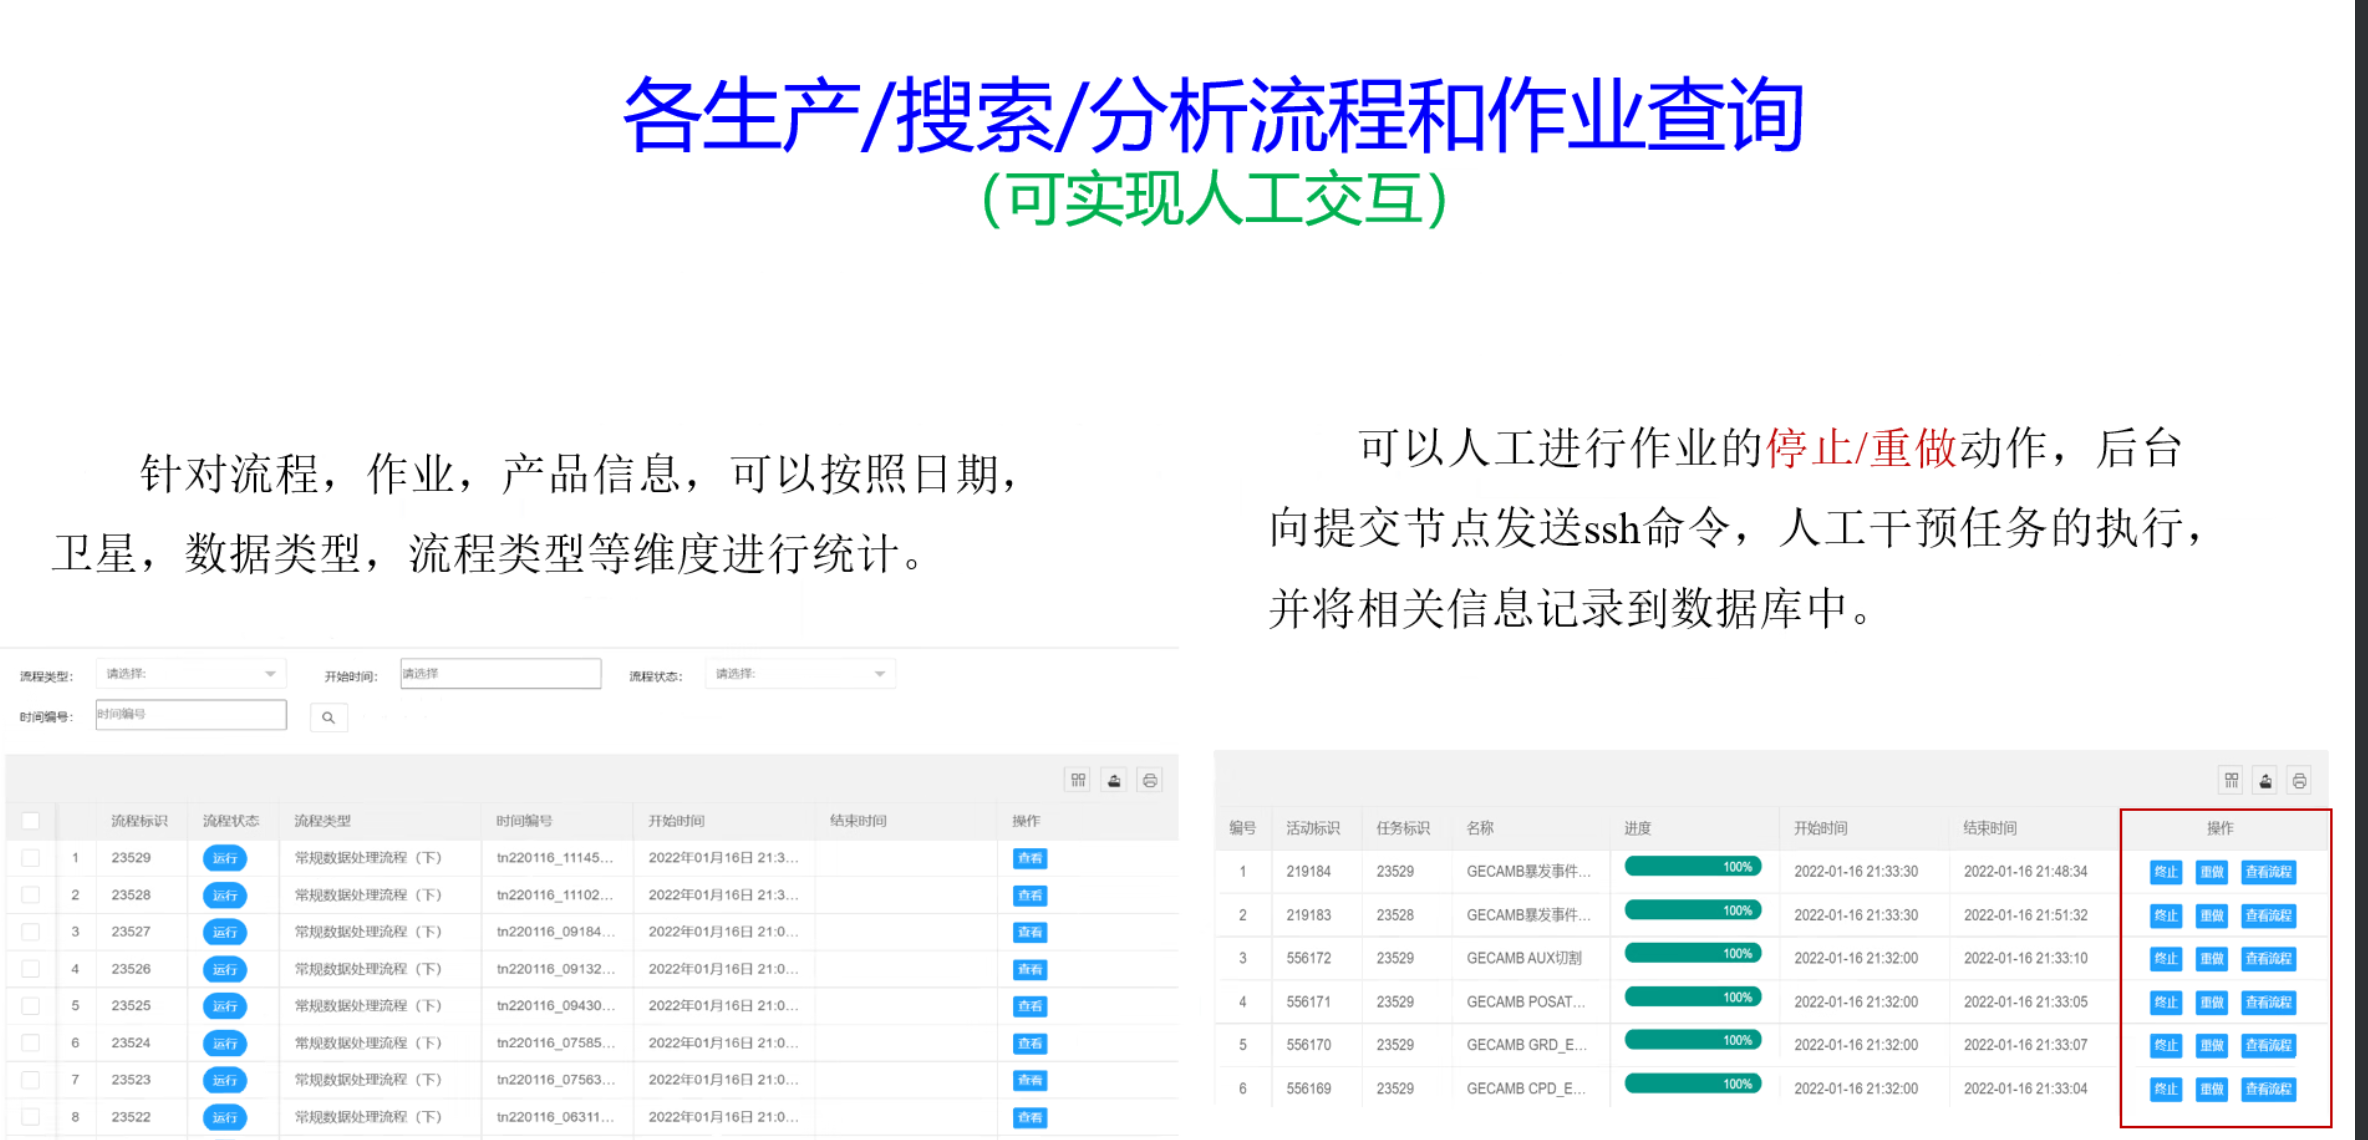 各生产/搜索/分析流程和作业查询
(可实现人工交互)
针对流程，作业，产品信息，可以按照日期，
卫星，数据类型，流程类型等维度进行统计。
可以人工进行作业的停止/重做动作，后台
向提交节点发送ssh命令，人工干预任务的执行，
并将相关信息记录到数据库中。
流程类型： 请选择: 开始时间： 请选择 流程状态： 请选择:
时间编号： 时间编号
流程标识 流程状态 流程类型 时间编号 开始时间 结束时间 操作
1 23529 运行 常规数据处理流程（下） tn220116_11145... 2022年01月16日 21:3... 查看
2 23528 运行 常规数据处理流程（下） tn220116_11102... 2022年01月16日 21:3... 查看
3 23527 运行 常规数据处理流程（下） tn220116_09184... 2022年01月16日 21:0... 查看
4 23526 运行 常规数据处理流程（下） tn220116_09132... 2022年01月16日 21:0... 查看
5 23525 运行 常规数据处理流程（下） tn220116_09430... 2022年01月16日 21:0... 查看
6 23524 运行 常规数据处理流程（下） tn220116_07585... 2022年01月16日 21:0... 查看
7 23523 运行 常规数据处理流程（下） tn220116_07563... 2022年01月16日 21:0... 查看
8 23522 运行 常规数据处理流程（下） tn220116_06311... 2022年01月16日 21:0... 查看
编号 活动标识 任务标识 名称 进度 开始时间 结束时间 操作
1 219184 23529 GECAMB暴发事件... 100% 2022-01-16 21:33:30 2022-01-16 21:48:34 终止 重做 查看流程
2 219183 23528 GECAMB暴发事件... 100% 2022-01-16 21:33:30 2022-01-16 21:51:32 终止 重做 查看流程
3 556172 23529 GECAMB AUX切割 100% 2022-01-16 21:32:00 2022-01-16 21:33:10 终止 重做 查看流程
4 556171 23529 GECAMB POSAT... 100% 2022-01-16 21:32:00 2022-01-16 21:33:05 终止 重做 查看流程
5 556170 23529 GECAMB GRD_E... 100% 2022-01-16 21:32:00 2022-01-16 21:33:07 终止 重做 查看流程
6 556169 23529 GECAMB CPD_E... 100% 2022-01-16 21:32:00 2022-01-16 21:33:04 终止 重做 查看流程